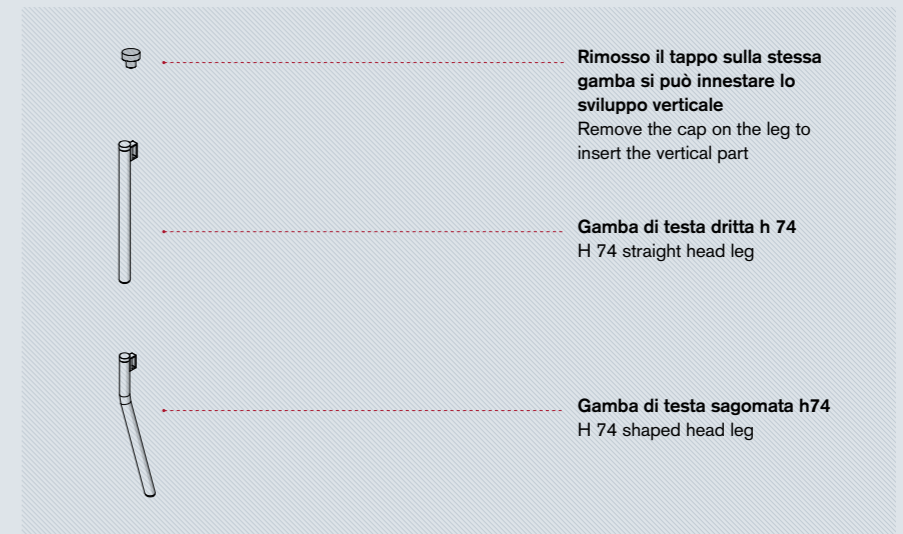 Rimosso il tappo sulla stessa
gamba si può innestare lo
sviluppo verticale
Remove the cap on the leg to
insert the vertical part
Gamba di testa dritta h 74
H 74 straight head leg
Gamba di testa sagomata h74
H 74 shaped head leg